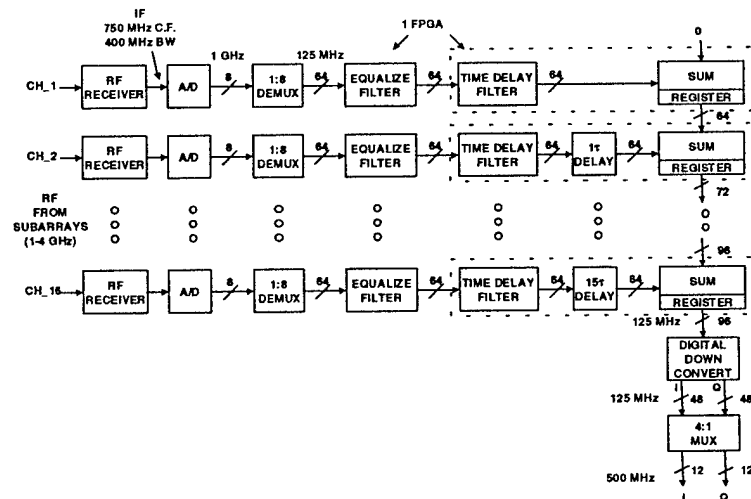 IF
750 MHz C.F.
400 MHz BW
1 FPGA
1 GHz
125 MHz
0
CH_1
RF
RECEIVER
A/D
8
1:8
DEMUX
64
EQUALIZE
FILTER
64
TIME DELAY
FILTER
64
SUM
REGISTER
64
CH_2
RF
RECEIVER
A/D
8
1:8
DEMUX
64
EQUALIZE
FILTER
64
TIME DELAY
FILTER
64
1τ
DELAY
64
SUM
REGISTER
72
RF
FROM
SUBARRAYS
(1-4 GHz)
96
CH_16
RF
RECEIVER
A/D
8
1:8
DEMUX
64
EQUALIZE
FILTER
64
TIME DELAY
FILTER
64
15τ
DELAY
64
SUM
REGISTER
125 MHz
96
DIGITAL
DOWN
CONVERT
I
Q
125 MHz
48
48
4:1
MUX
500 MHz
12
12
I
Q